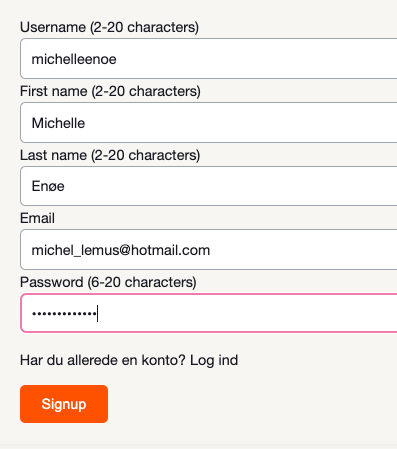 Username (2-20 characters)
michelleenoe
First name (2-20 characters)
Michelle
Last name (2-20 characters)
Enøe
Email
michel_lemus@hotmail.com
Password (6-20 characters)
•••••••••••••
Har du allerede en konto? Log ind
Signup